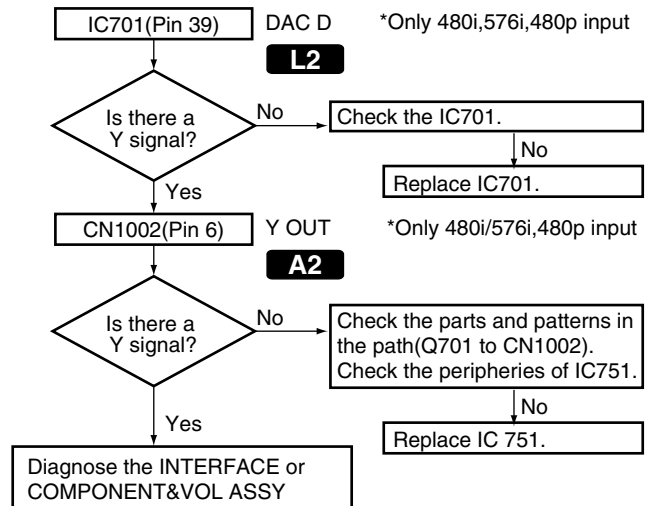 IC701(Pin 39)
DAC D
*Only 480i,576i,480p input
L2
Is there a
Y signal?
No
Check the IC701.
No
Replace IC701.
Yes
CN1002(Pin 6)
Y OUT
*Only 480i/576i,480p input
A2
Is there a
Y signal?
No
Check the parts and patterns in
the path(Q701 to CN1002).
Check the peripheries of IC751.
No
Replace IC 751.
Yes
Diagnose the INTERFACE or
COMPONENT&VOL ASSY